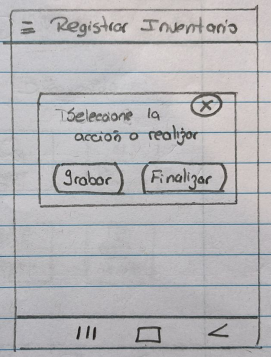 Registrar Inventario
Seleccione la
acción a realizar
Grabar
Finalizar